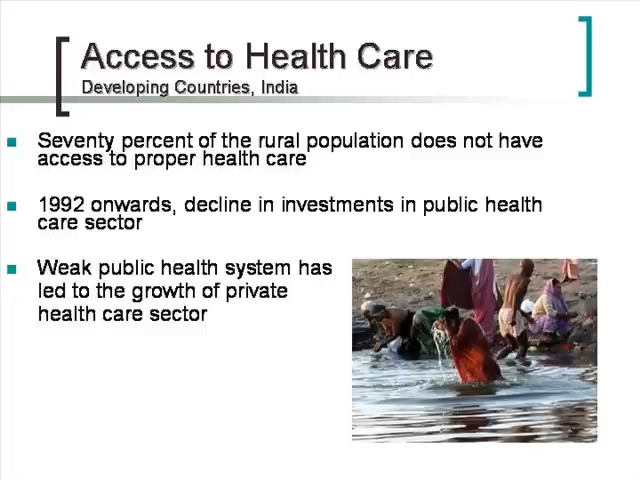 Access to Health Care
Developing Countries, India
Seventy percent of the rural population does not have
access to proper health care
1992 onwards, decline in investments in public health
care sector
Weak public health system has
led to the growth of private
health care sector